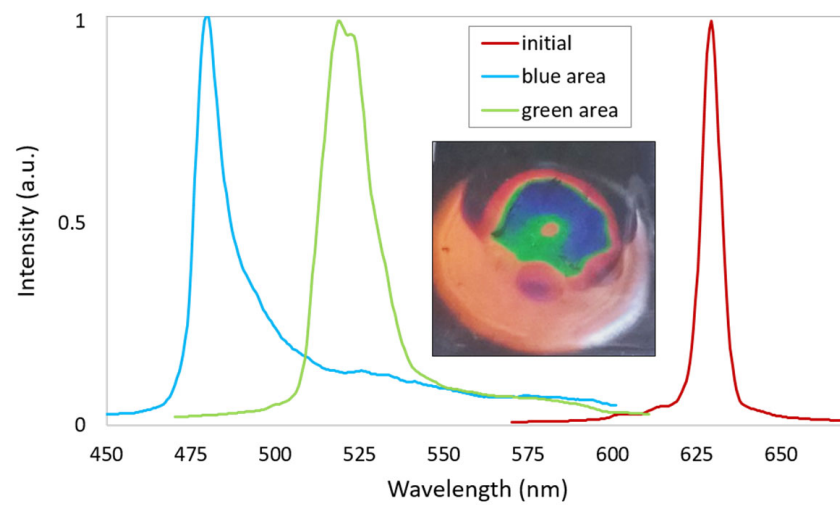 1
initial
blue area
green area
0.5
Intensity (a.u.)
0
450 475 500 525 550 575 600 625 650
Wavelength (nm)